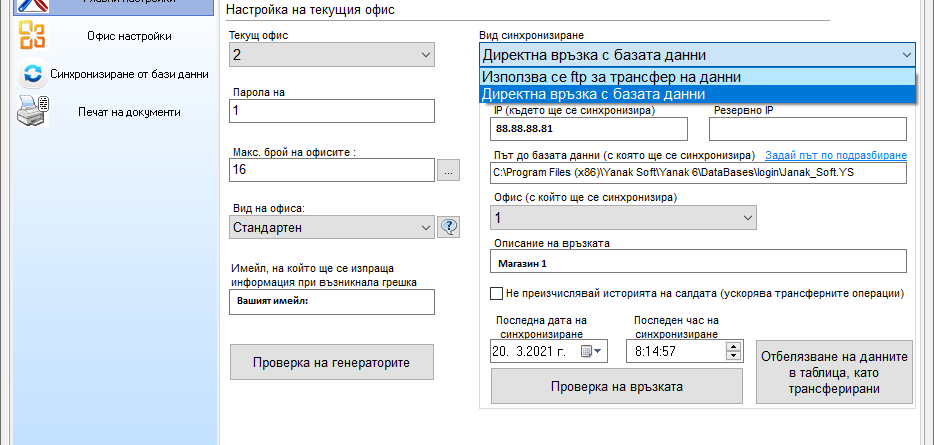 Главни настройки
Офис настройки
Синхронизиране от бази данни
Печат на документи
Настройка на текущия офис
Текущ офис
2
Парола на
1
Макс. брой на офисите :
16
...
Вид на офиса:
Стандартен
Имейл, на който ще се изпраща
информация при възникнала грешка
Вашият имейл:
Проверка на генераторите
Вид синхронизиране
Директна връзка с базата данни
Използва се ftp за трансфер на данни
Директна връзка с базата данни
IP (където ще се синхронизира)
Резервно IP
88.88.88.81
Път до базата данни (с която ще се синхронизира)
Задай път по подразбиране
C:\Program Files (x86)\Yanak Soft\Yanak 6\DataBases\login\Janak_Soft.YS
Офис (с който ще се синхронизира)
1
Описание на връзката
Магазин 1
Не преизчислявай историята на салдата (ускорява трансферните операции)
Последна дата на
синхронизиране
Последен час на
синхронизиране
20. 3.2021 г.
8:14:57
Проверка на връзката
Отбелязване на данните
в таблица, като
трансферирани